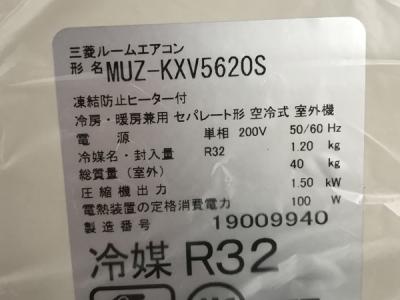 三菱ルームエアコン
形 名 MUZ-KXV5620S
凍結防止ヒーター付
冷房・暖房兼用 セパレート形 空冷式 室外機
電 源 単相 200V 50/60 Hz
冷媒名・封入量 R32 1.20 kg
総質量（室外） 40 kg
圧縮機出力 1.50 kW
電熱装置の定格消費電力 100 W
製造番号 19009940
冷媒 R32